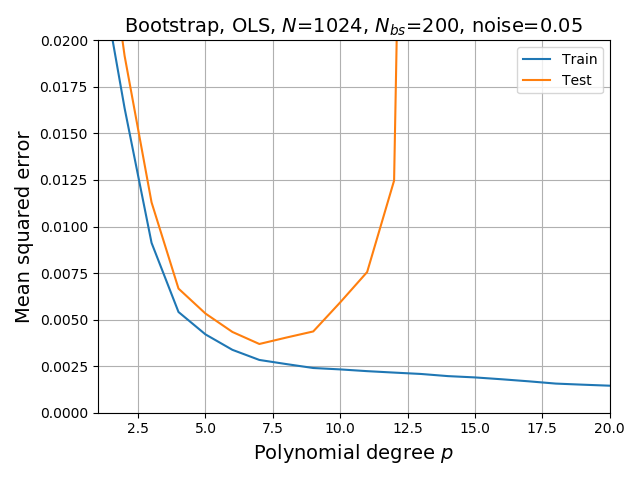 Bootstrap, OLS, N=1024, N_bs=200, noise=0.05
Train
Test
Mean squared error
0.0200
0.0175
0.0150
0.0125
0.0100
0.0075
0.0050
0.0025
0.0000
2.5 5.0 7.5 10.0 12.5 15.0 17.5 20.0
Polynomial degree p